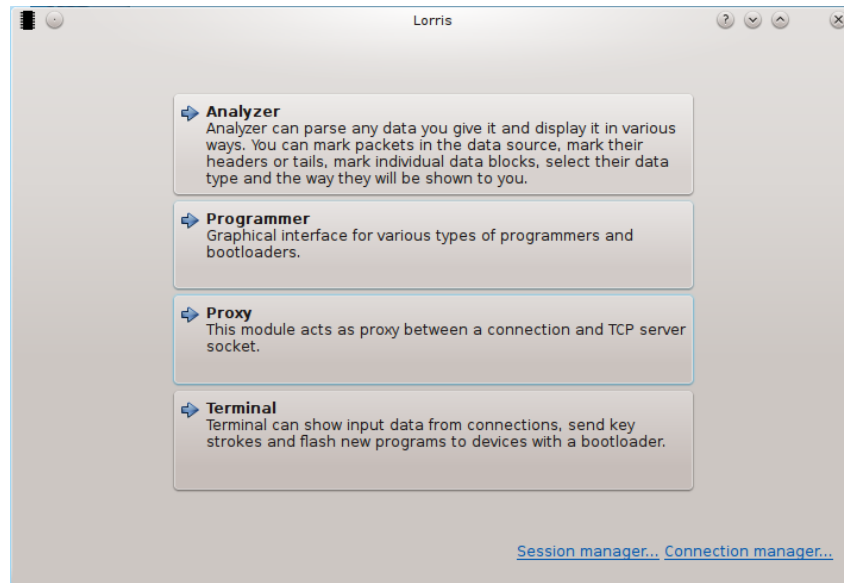 Lorris
Analyzer
Analyzer can parse any data you give it and display it in various
ways. You can mark packets in the data source, mark their
headers or tails, mark individual data blocks, select their data
type and the way they will be shown to you.
Programmer
Graphical interface for various types of programmers and
bootloaders.
Proxy
This module acts as proxy between a connection and TCP server
socket.
Terminal
Terminal can show input data from connections, send key
strokes and flash new programs to devices with a bootloader.
Session manager... Connection manager...